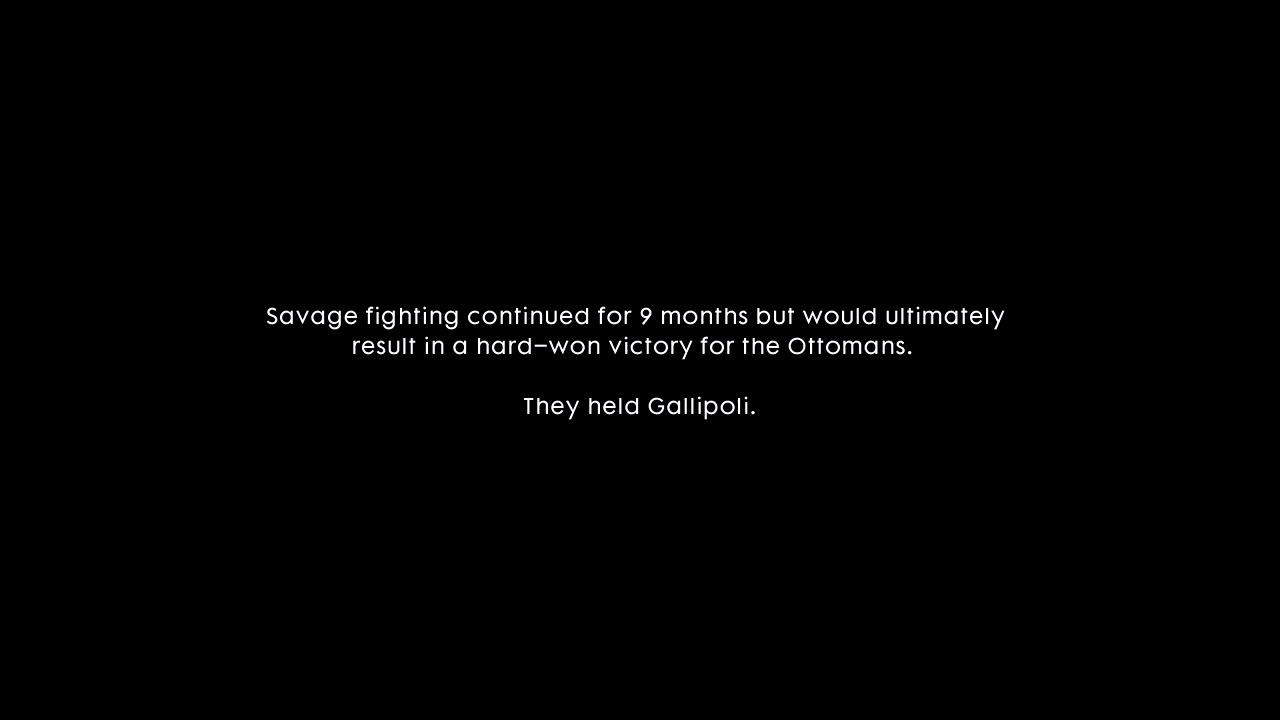 Savage fighting continued for 9 months but would ultimately
result in a hard-won victory for the Ottomans.
They held Gallipoli.